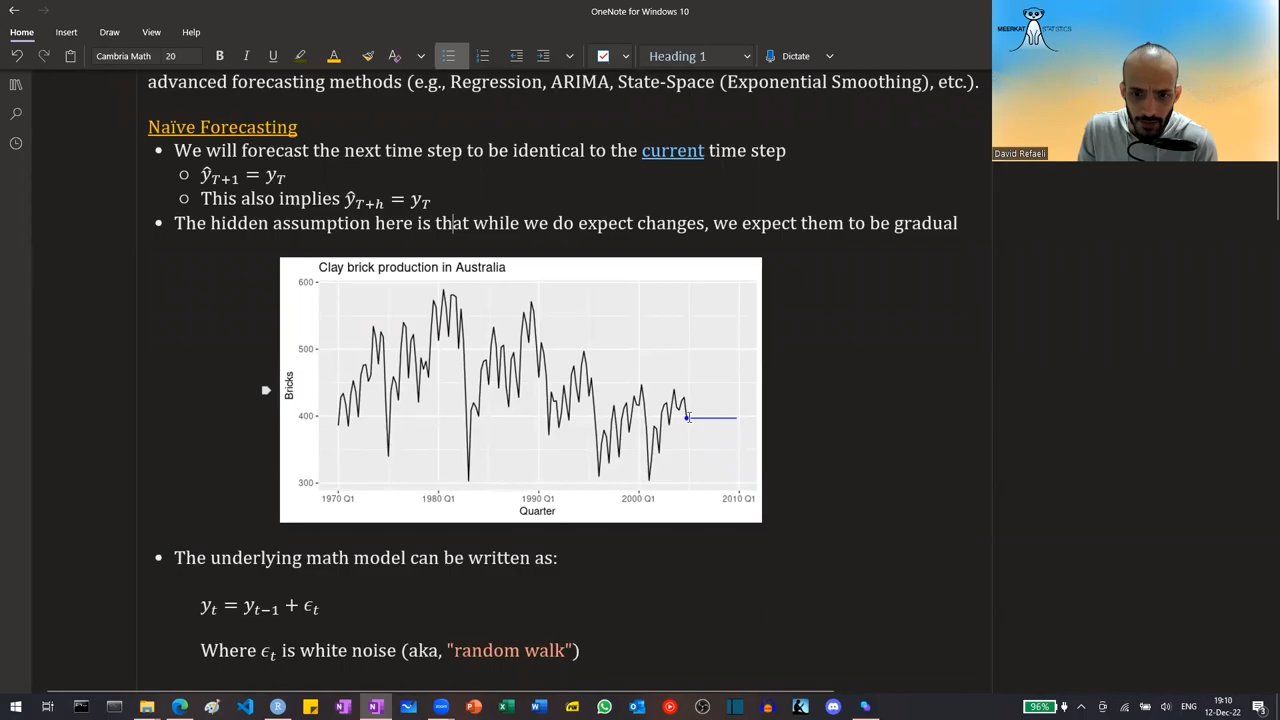 OneNote for Windows 10
Home Insert Draw View Help
Cambria Math 20 B I U A Heading 1 Dictate
MEERKAT STATISTICS
David Refaeli
advanced forecasting methods (e.g., Regression, ARIMA, State-Space (Exponential Smoothing), etc.).
Naïve Forecasting
• We will forecast the next time step to be identical to the current time step
○ ŷ_{T+1} = y_T
○ This also implies ŷ_{T+h} = y_T
• The hidden assumption here is that while we do expect changes, we expect them to be gradual
Clay brick production in Australia
600
500
400
300
Bricks
1970 Q1 1980 Q1 1990 Q1 2000 Q1 2010 Q1
Quarter
• The underlying math model can be written as:
y_t = y_{t−1} + ϵ_t
Where ϵ_t is white noise (aka, "random walk")
96% ENG 19:10
12-Dec-22